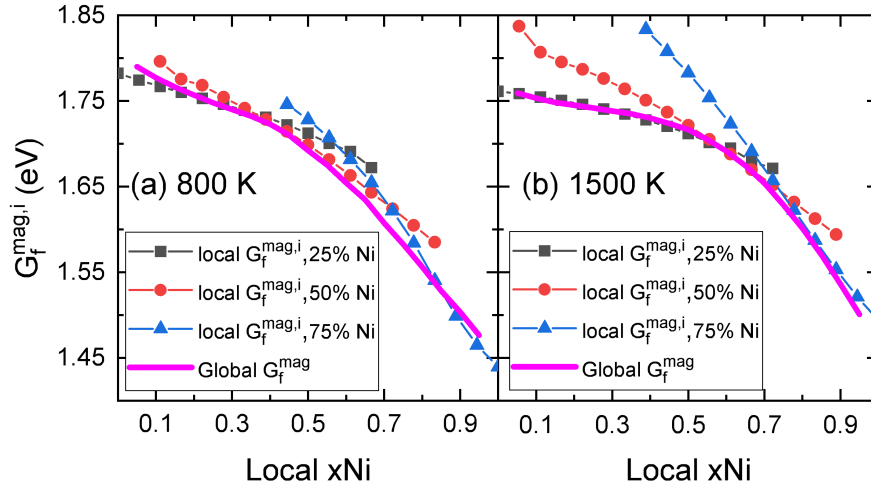 1.85
1.75
1.65
1.55
1.45
G_f^mag,i (eV)
(a) 800 K
local G_f^mag,i,25% Ni
local G_f^mag,i,50% Ni
local G_f^mag,i,75% Ni
Global G_f^mag
0.1 0.3 0.5 0.7 0.9
Local xNi
(b) 1500 K
local G_f^mag,i,25% Ni
local G_f^mag,i,50% Ni
local G_f^mag,i,75% Ni
Global G_f^mag
0.1 0.3 0.5 0.7 0.9
Local xNi